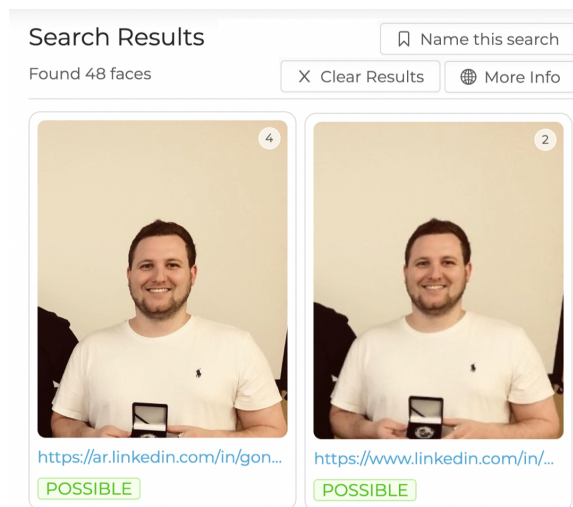 Search Results
Name this search
Found 48 faces
Clear Results
More Info
4
2
https://ar.linkedin.com/in/gon...
https://www.linkedin.com/in/...
POSSIBLE
POSSIBLE